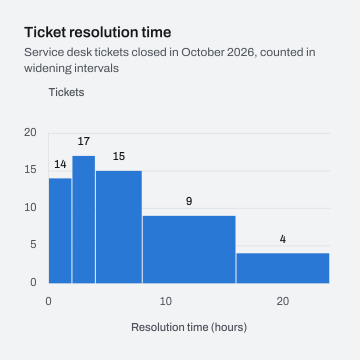 Ticket resolution time
Service desk tickets closed in October 2026, counted in
widening intervals
Tickets
20
15
10
5
0
14
17
15
9
4
0
10
20
Resolution time (hours)